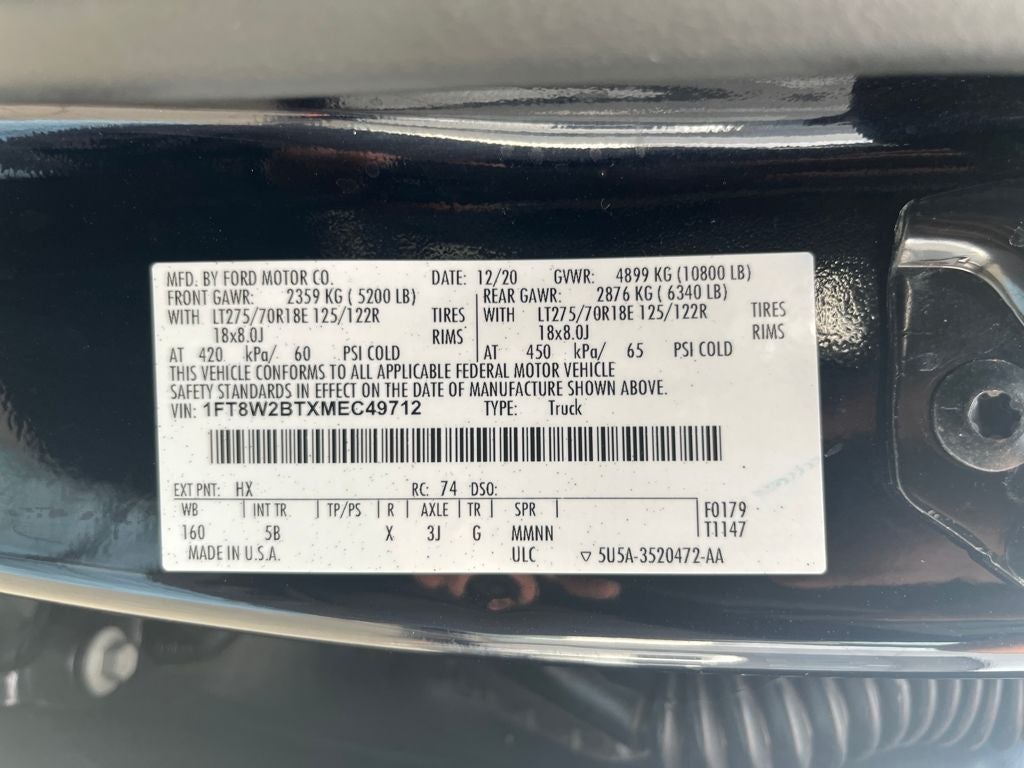 MFD. BY FORD MOTOR CO. DATE: 12/20 GVWR: 4899 KG (10800 LB)
FRONT GAWR: 2359 KG ( 5200 LB) REAR GAWR: 2876 KG ( 6340 LB)
WITH LT275/70R18E 125/122R TIRES WITH LT275/70R18E 125/122R TIRES
18x8.0J RIMS 18x8.0J RIMS
AT 420 kPa/ 60 PSI COLD AT 450 kPa/ 65 PSI COLD
THIS VEHICLE CONFORMS TO ALL APPLICABLE FEDERAL MOTOR VEHICLE
SAFETY STANDARDS IN EFFECT ON THE DATE OF MANUFACTURE SHOWN ABOVE.
VIN: 1FT8W2BTXMEC49712 TYPE: Truck
EXT PNT: HX RC: 74 DSO:
WB INT TR TP/PS R AXLE TR SPR F0179
160 5B X 3J G MMNN T1147
MADE IN U.S.A. ULC ▽ 5U5A-3520472-AA